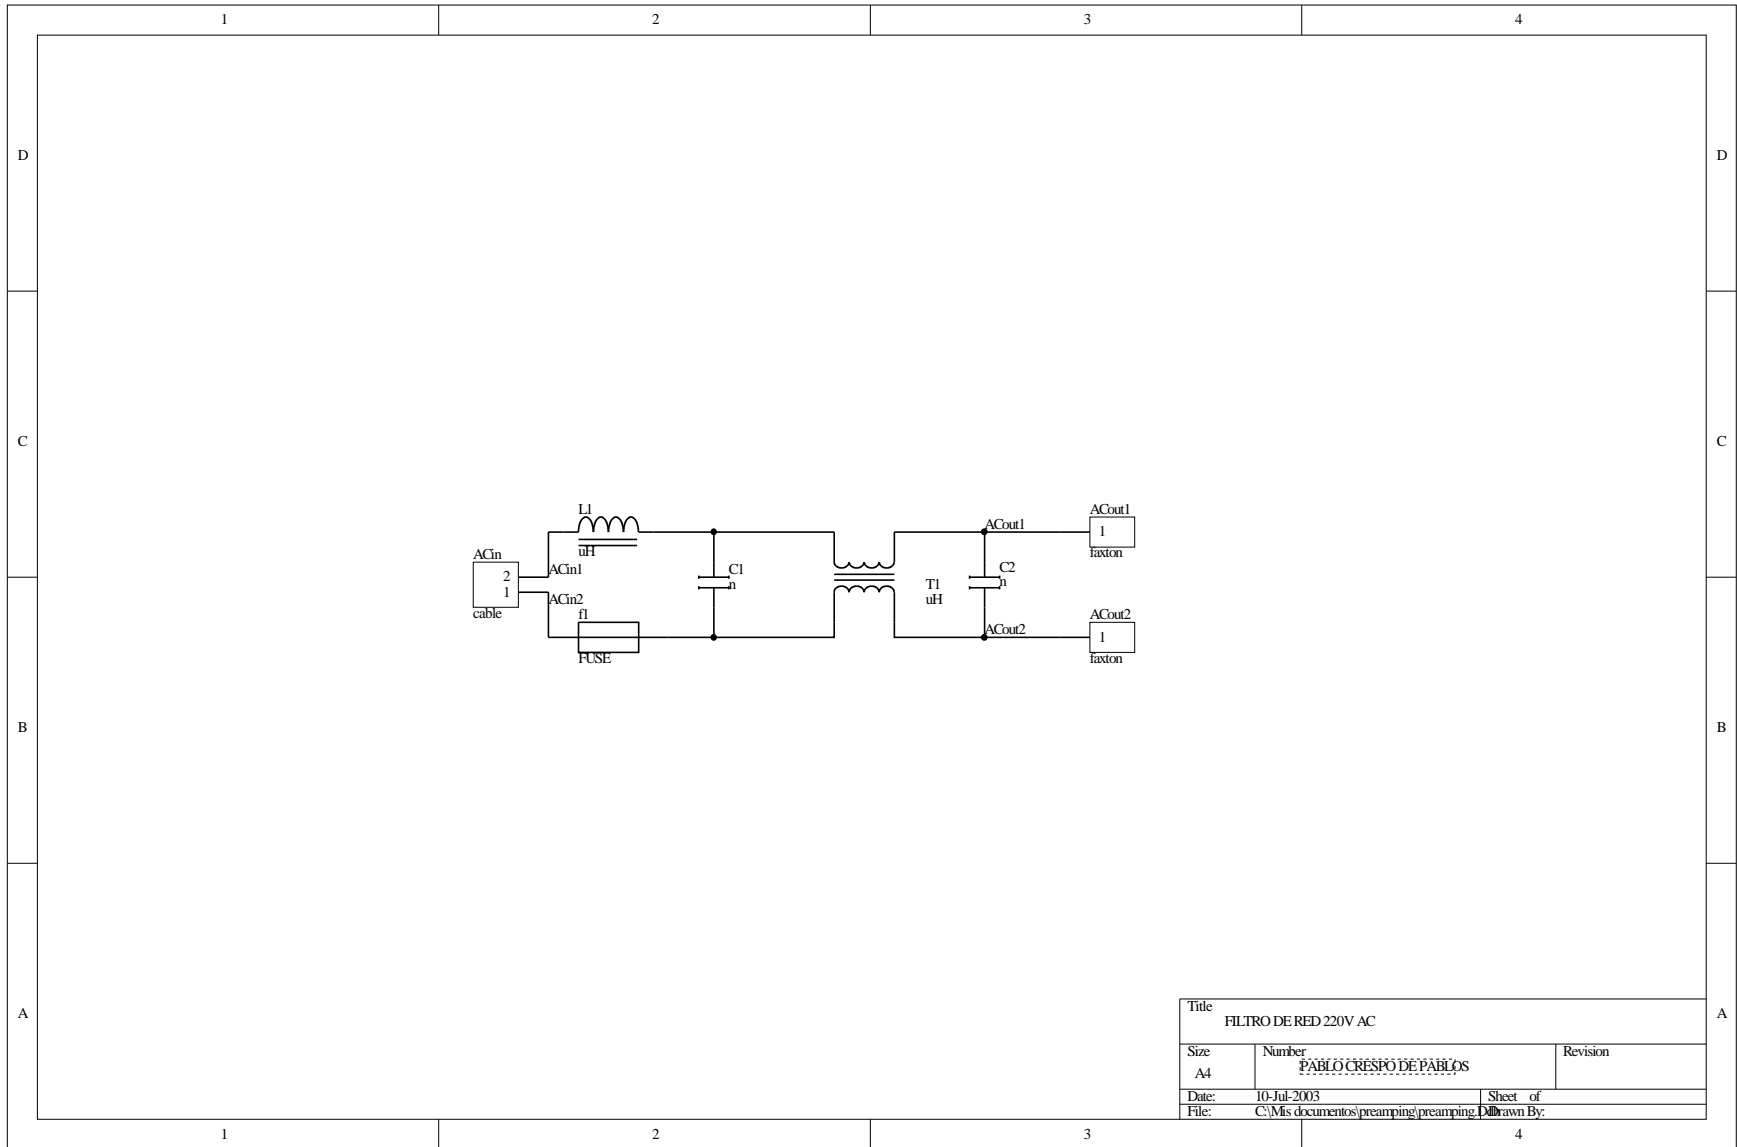 1 2 3 4
D D
C C
B B
A A
L1
uH
ACin
2
1
cable
ACin1
ACin2
f1
FUSE
C1
n
T1
uH
C2
n
ACout1
ACout1
1
faxton
ACout2
ACout2
1
faxton
Title
FILTRO DE RED 220V AC
Size Number Revision
A4 PABLO CRESPO DE PABLOS
Date: 10-Jul-2003 Sheet of
File: C:\Mis documentos\preamping\preamping.Ddb Drawn By:
1 2 3 4